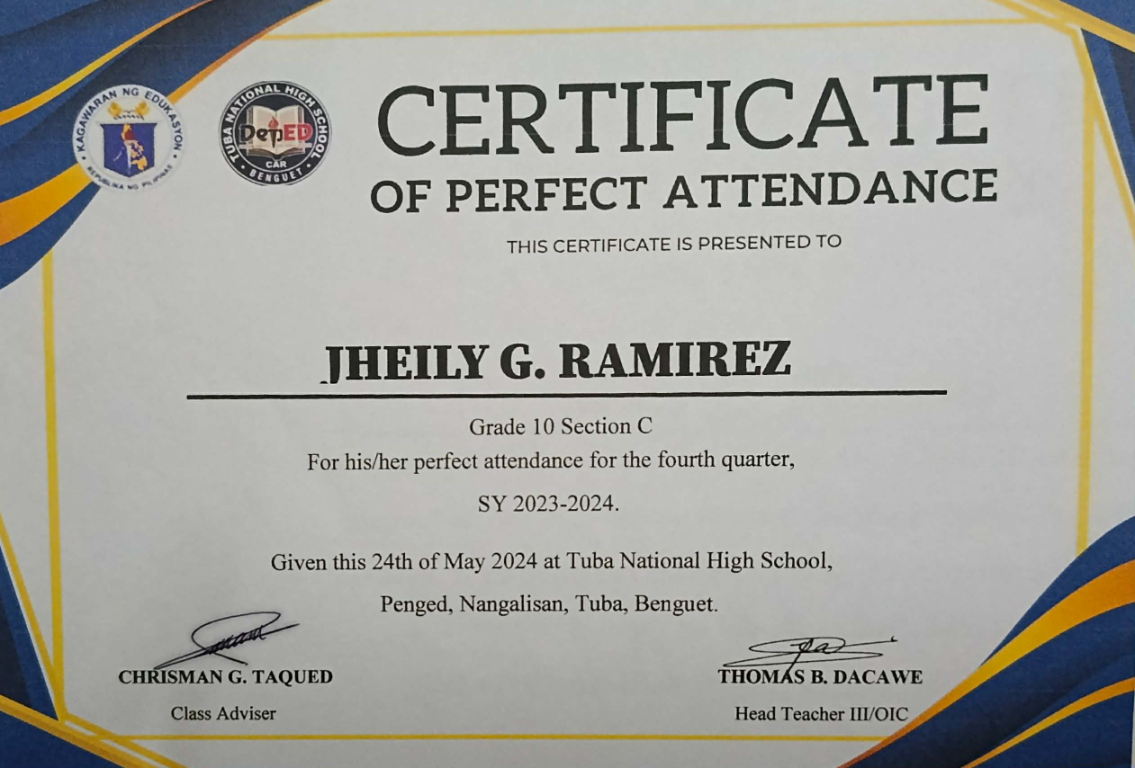 KAGAWARAN NG EDUKASYON
REPUBLIKA NG PILIPINAS
TUBA NATIONAL HIGH SCHOOL
DepED
CAR
BENGUET
CERTIFICATE
OF PERFECT ATTENDANCE
THIS CERTIFICATE IS PRESENTED TO
JHEILY G. RAMIREZ
Grade 10 Section C
For his/her perfect attendance for the fourth quarter,
SY 2023-2024.
Given this 24th of May 2024 at Tuba National High School,
Penged, Nangalisan, Tuba, Benguet.
CHRISMAN G. TAQUED
Class Adviser
THOMAS B. DACAWE
Head Teacher III/OIC